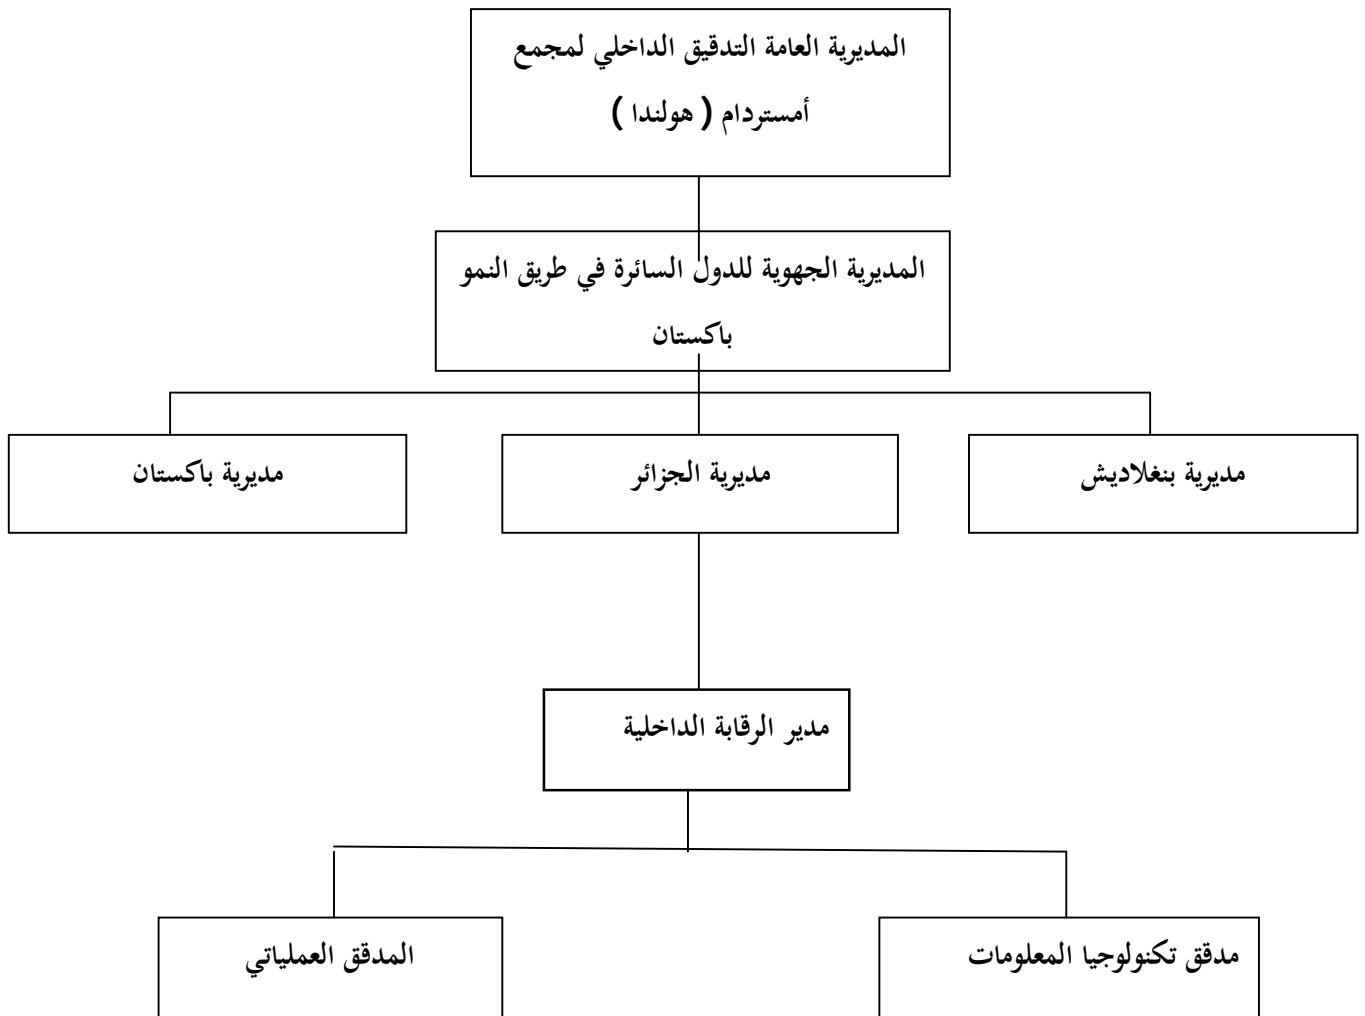 المديرية العامة التدقيق الداخلي لمجمع
أمستردام ( هولندا )
المديرية الجهوية للدول السائرة في طريق النمو
باكستان
مديرية بنغلاديش
مديرية الجزائر
مديرية باكستان
مدير الرقابة الداخلية
مدقق تكنولوجيا المعلومات
المدقق العملياتي